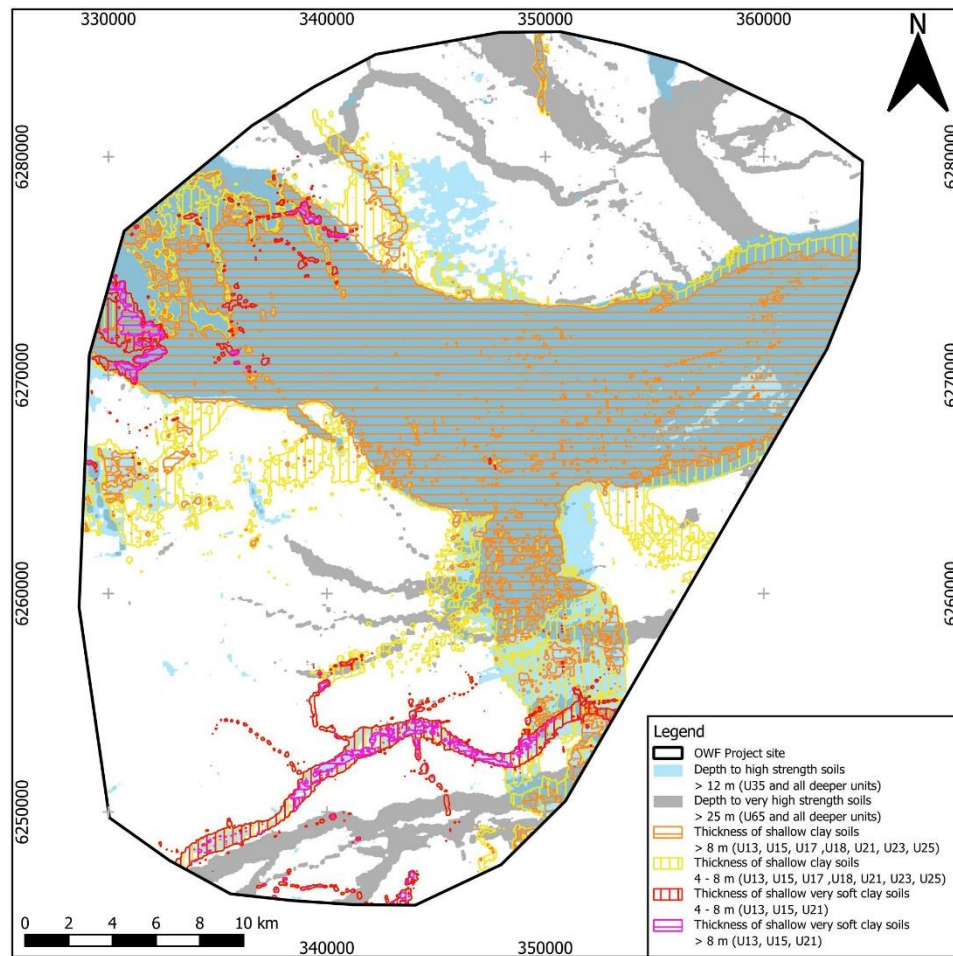 330000 340000 350000 360000
N
6280000 6280000
6270000 6270000
6260000 6260000
6250000
Legend
OWF Project site
Depth to high strength soils
> 12 m (U35 and all deeper units)
Depth to very high strength soils
> 25 m (U65 and all deeper units)
Thickness of shallow clay soils
> 8 m (U13, U15, U17 ,U18, U21, U23, U25)
Thickness of shallow clay soils
4 - 8 m (U13, U15, U17 ,U18, U21, U23, U25)
Thickness of shallow very soft clay soils
4 - 8 m (U13, U15, U21)
Thickness of shallow very soft clay soils
> 8 m (U13, U15, U21)
0 2 4 6 8 10 km
340000 350000